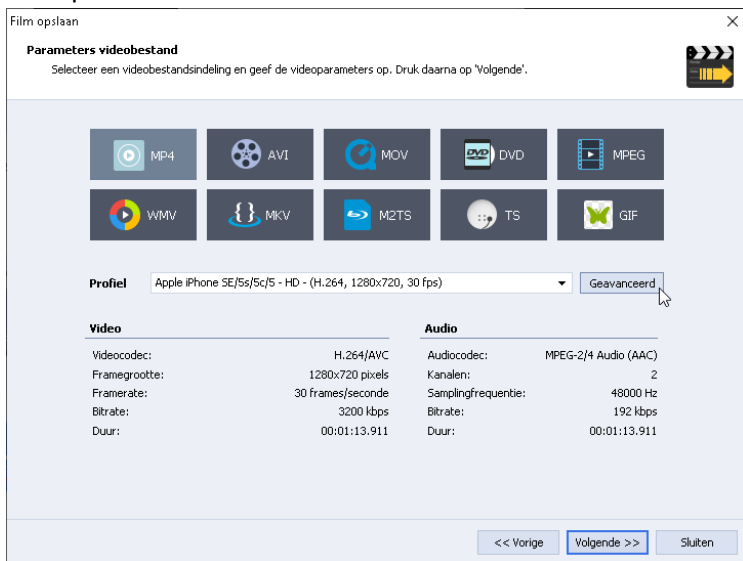 Film opslaan
Parameters videobestand
Selecteer een videobestandsindeling en geef de videoparameters op. Druk daarna op 'Volgende'.
MP4 AVI MOV DVD DVD MPEG
WMV MKV M2TS TS GIF
Profiel Apple iPhone SE/5s/5c/5 - HD - (H.264, 1280x720, 30 fps) Geavanceerd
Video Audio
Videocodec: H.264/AVC Audiocodec: MPEG-2/4 Audio (AAC)
Framegrootte: 1280x720 pixels Kanalen: 2
Framerate: 30 frames/seconde Samplingfrequentie: 48000 Hz
Bitrate: 3200 kbps Bitrate: 192 kbps
Duur: 00:01:13.911 Duur: 00:01:13.911
<< Vorige Volgende >> Sluiten